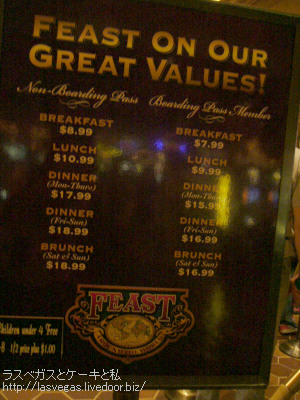 FEAST ON OUR
GREAT VALUES!
Non-Boarding Pass
Boarding Pass Member
BREAKFAST
$8.99
LUNCH
$10.99
DINNER
(Mon-Thurs)
$17.99
DINNER
(Fri-Sun)
$18.99
BRUNCH
(Sat & Sun)
$18.99
BREAKFAST
$7.99
LUNCH
$9.99
DINNER
(Mon-Thurs)
$15.99
DINNER
(Fri-Sun)
$16.99
BRUNCH
(Sat & Sun)
$16.99
FEAST
Children under 4 Free
-8 1/2 price plus $1.00
ラスベガスとケーキと私
http://lasvegas.livedoor.biz/